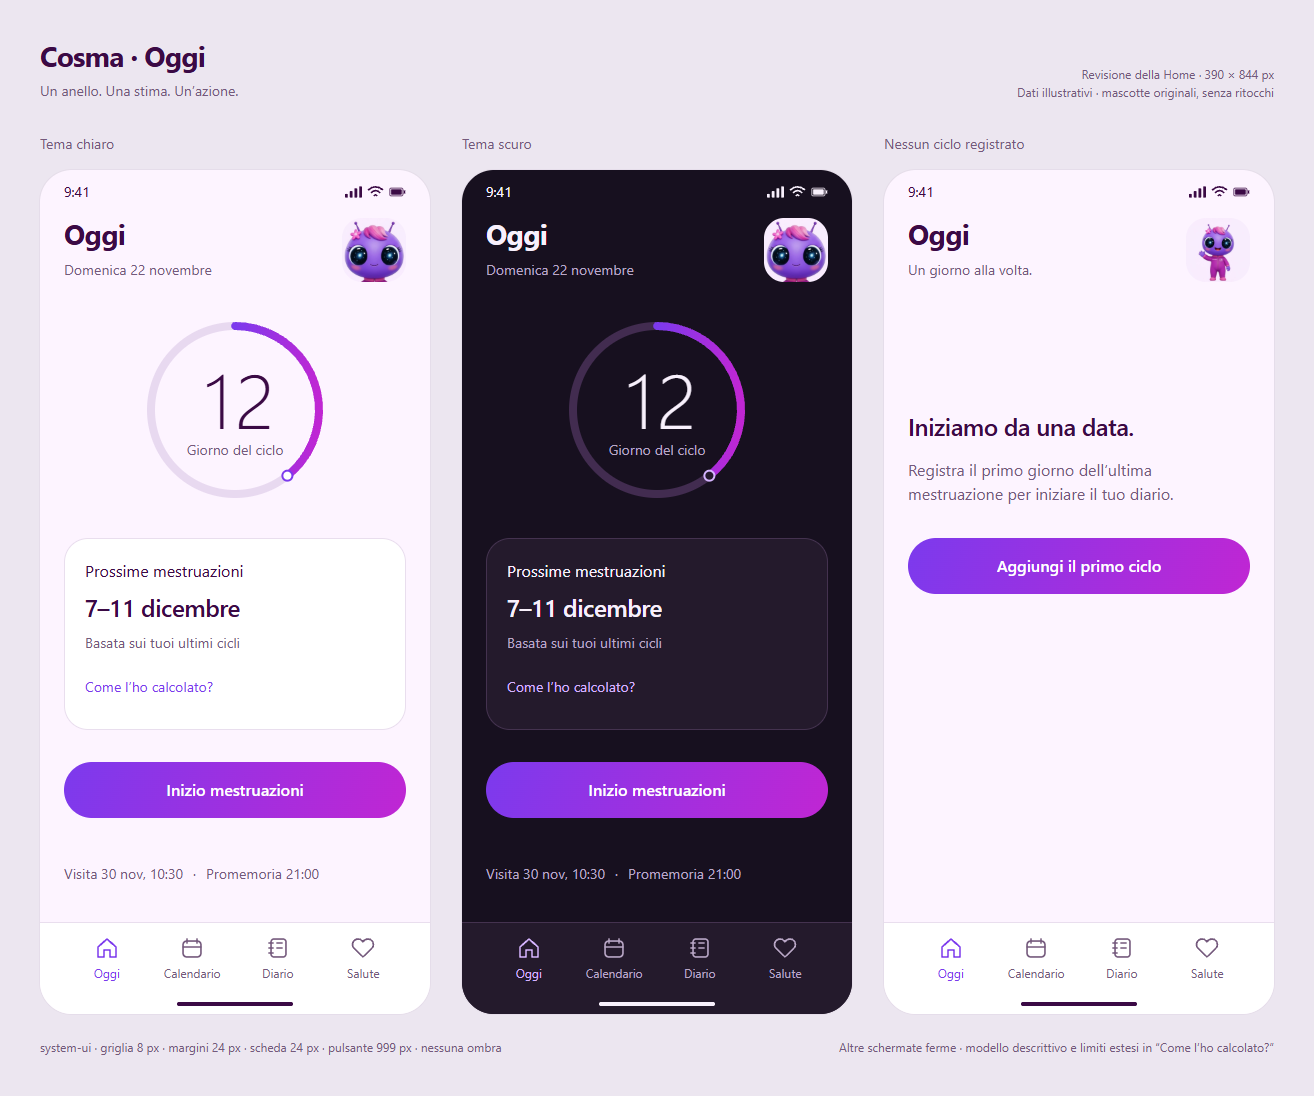 Cosma · Oggi
Un anello. Una stima. Un’azione.
Revisione della Home · 390 × 844 px
Dati illustrativi · mascotte originali, senza ritocchi
Tema chiaro
9:41
Oggi
Domenica 22 novembre
12
Giorno del ciclo
Prossime mestruazioni
7–11 dicembre
Basata sui tuoi ultimi cicli
Come l’ho calcolato?
Inizio mestruazioni
Visita 30 nov, 10:30 · Promemoria 21:00
Oggi
Calendario
Diario
Salute
Tema scuro
9:41
Oggi
Domenica 22 novembre
12
Giorno del ciclo
Prossime mestruazioni
7–11 dicembre
Basata sui tuoi ultimi cicli
Come l’ho calcolato?
Inizio mestruazioni
Visita 30 nov, 10:30 · Promemoria 21:00
Oggi
Calendario
Diario
Salute
Nessun ciclo registrato
9:41
Oggi
Un giorno alla volta.
Iniziamo da una data.
Registra il primo giorno dell’ultima
mestruazione per iniziare il tuo diario.
Aggiungi il primo ciclo
Oggi
Calendario
Diario
Salute
system-ui · griglia 8 px · margini 24 px · scheda 24 px · pulsante 999 px · nessuna ombra
Altre schermate ferme · modello descrittivo e limiti estesi in “Come l’ho calcolato?”